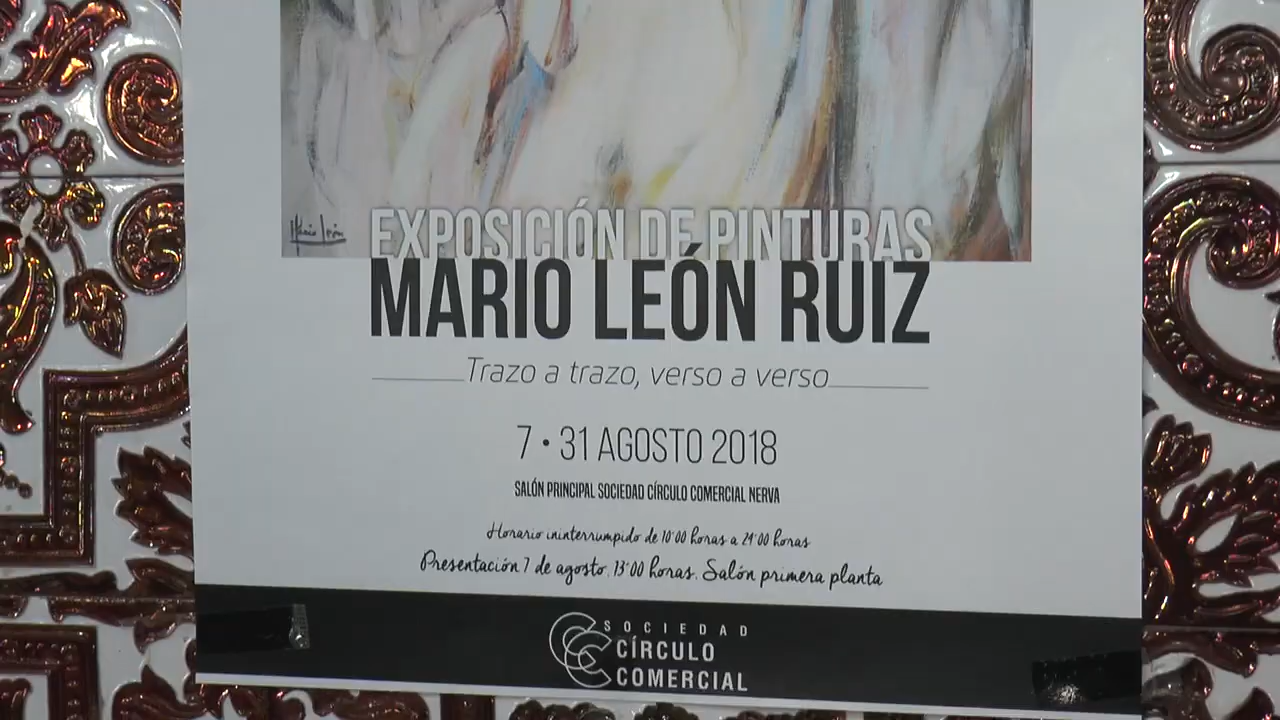 Mario León
EXPOSICIÓN DE PINTURAS
MARIO LEÓN RUIZ
Trazo a trazo, verso a verso
7 • 31 AGOSTO 2018
SALÓN PRINCIPAL SOCIEDAD CÍRCULO COMERCIAL NERVA
Horario ininterrumpido de 10'00 horas a 24'00 horas
Presentación 7 de agosto. 13'00 horas. Salón primera planta
SOCIEDAD
CÍRCULO
COMERCIAL